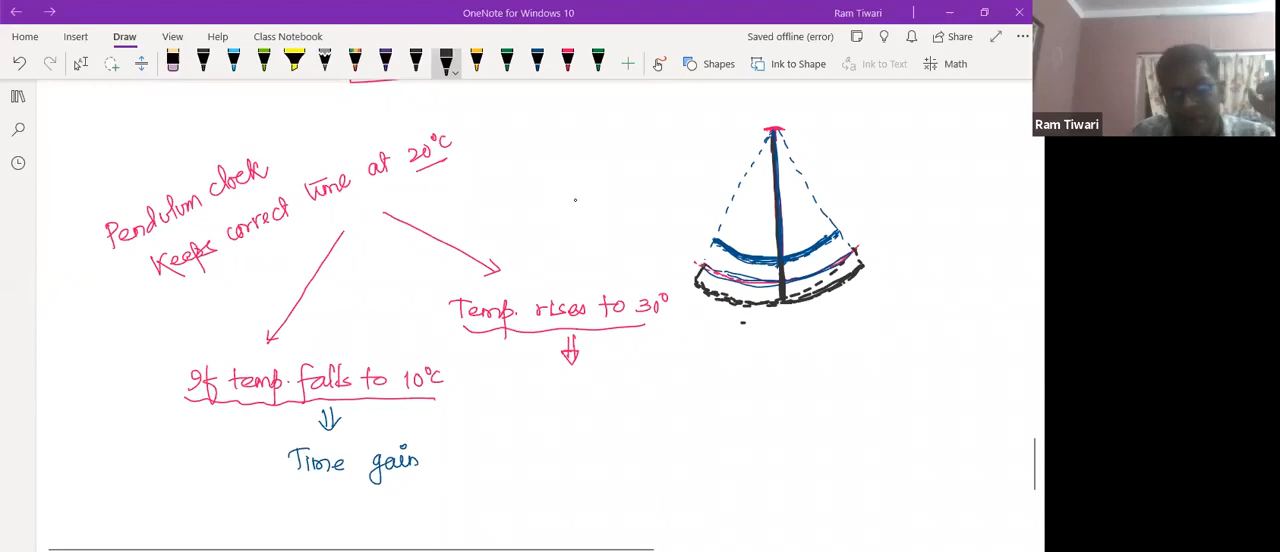 OneNote for Windows 10
Ram Tiwari
Home Insert Draw View Help Class Notebook
Saved offline (error)
Share
Shapes
Ink to Shape
Ink to Text
Math
Ram Tiwari
Pendulum clock
Keeps correct time at 20°C
Temp. rises to 30°
If temp. falls to 10°C
Time gain